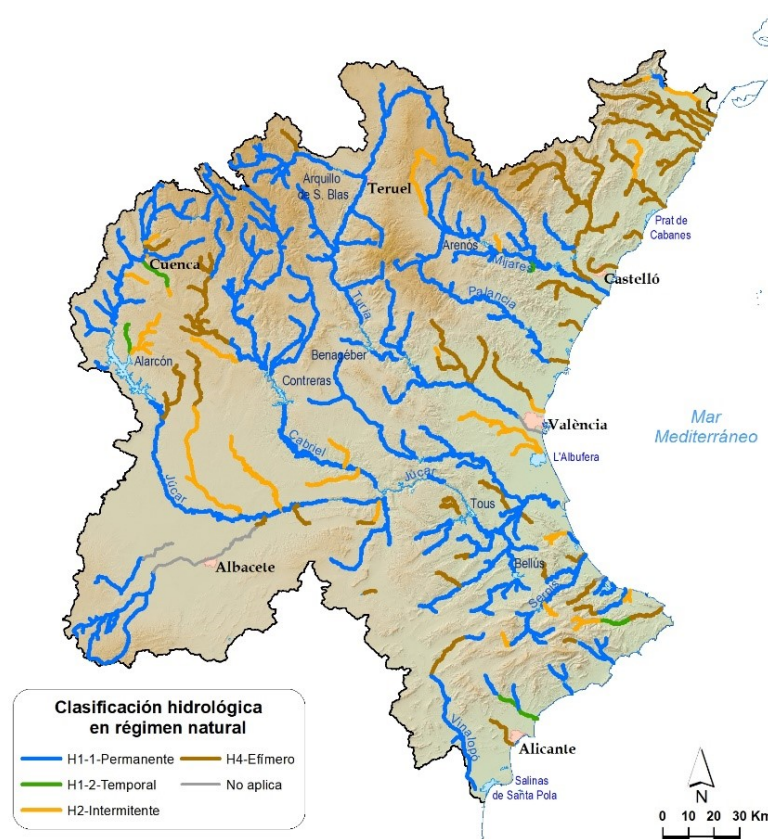 Arquillo
de S. Blas
Teruel
Prat de
Cabanes
Arenós
Mijares
Cuenca
Castelló
Palancia
Turia
Benagéber
Alarcón
Contreras
València
Mar
Mediterráneo
Cabriel
L'Albufera
Júcar
Júcar
Tous
Albacete
Bellús
Serpis
Clasificación hidrológica
en régimen natural
H1-1-Permanente
H4-Efímero
H1-2-Temporal
No aplica
H2-Intermitente
Vinalopó
Alicante
Salinas
de Santa Pola
N
0 10 20 30 Km